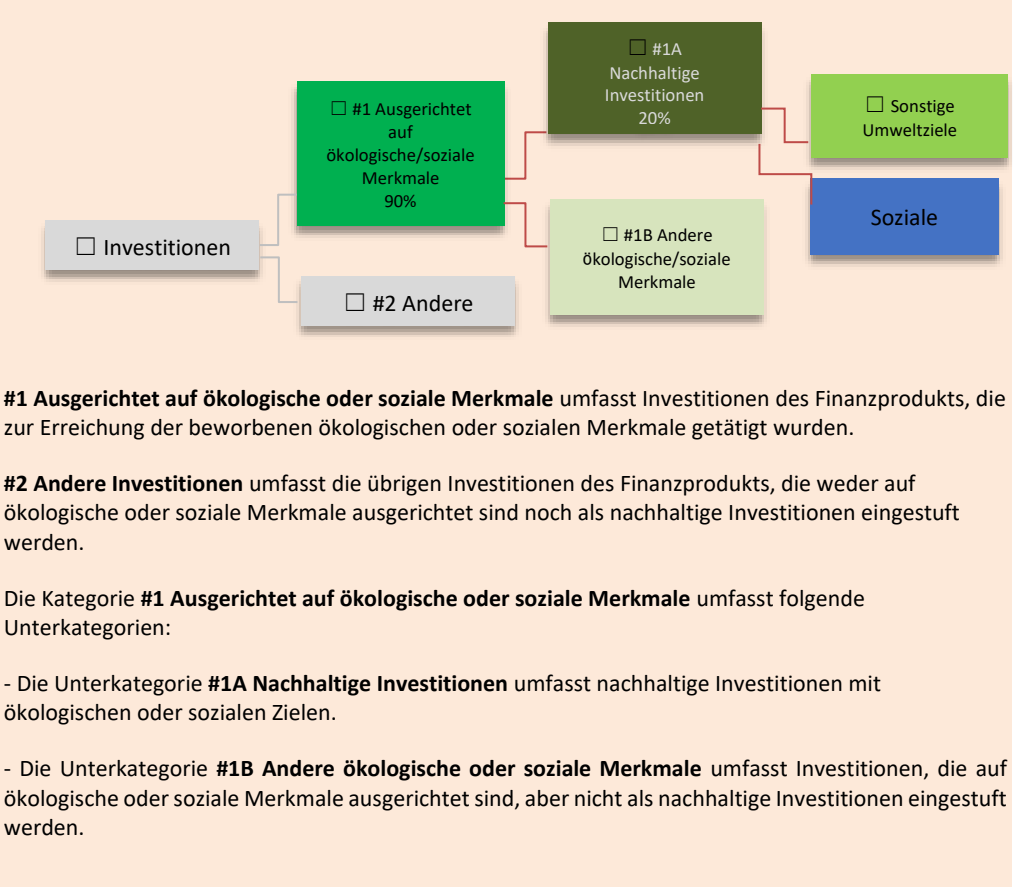 ☐ Investitionen
☐ #1 Ausgerichtet
auf
ökologische/soziale
Merkmale
90%
☐ #2 Andere
☐ #1A
Nachhaltige
Investitionen
20%
☐ #1B Andere
ökologische/soziale
Merkmale
☐ Sonstige
Umweltziele
Soziale
#1 Ausgerichtet auf ökologische oder soziale Merkmale umfasst Investitionen des Finanzprodukts, die
zur Erreichung der beworbenen ökologischen oder sozialen Merkmale getätigt wurden.
#2 Andere Investitionen umfasst die übrigen Investitionen des Finanzprodukts, die weder auf
ökologische oder soziale Merkmale ausgerichtet sind noch als nachhaltige Investitionen eingestuft
werden.
Die Kategorie #1 Ausgerichtet auf ökologische oder soziale Merkmale umfasst folgende
Unterkategorien:
- Die Unterkategorie #1A Nachhaltige Investitionen umfasst nachhaltige Investitionen mit
ökologischen oder sozialen Zielen.
- Die Unterkategorie #1B Andere ökologische oder soziale Merkmale umfasst Investitionen, die auf
ökologische oder soziale Merkmale ausgerichtet sind, aber nicht als nachhaltige Investitionen eingestuft
werden.